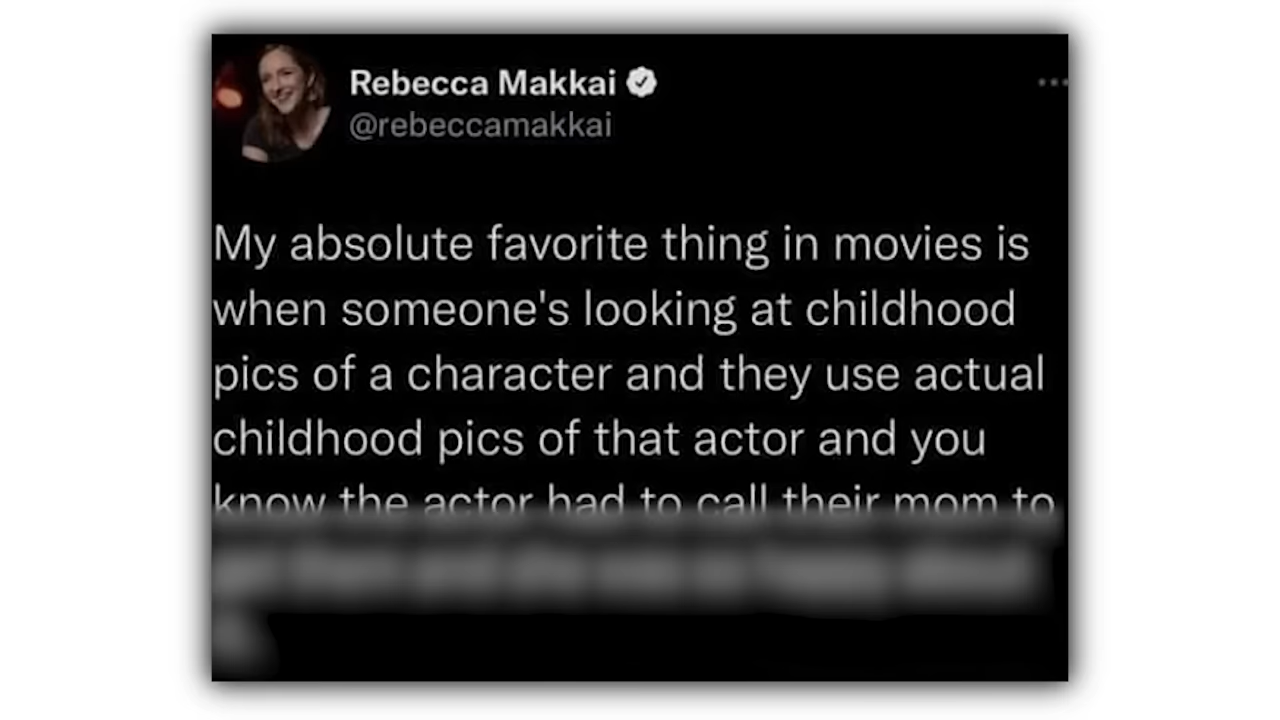 Rebecca Makkai
@rebeccamakkai
My absolute favorite thing in movies is
when someone's looking at childhood
pics of a character and they use actual
childhood pics of that actor and you
know the actor had to call their mom to